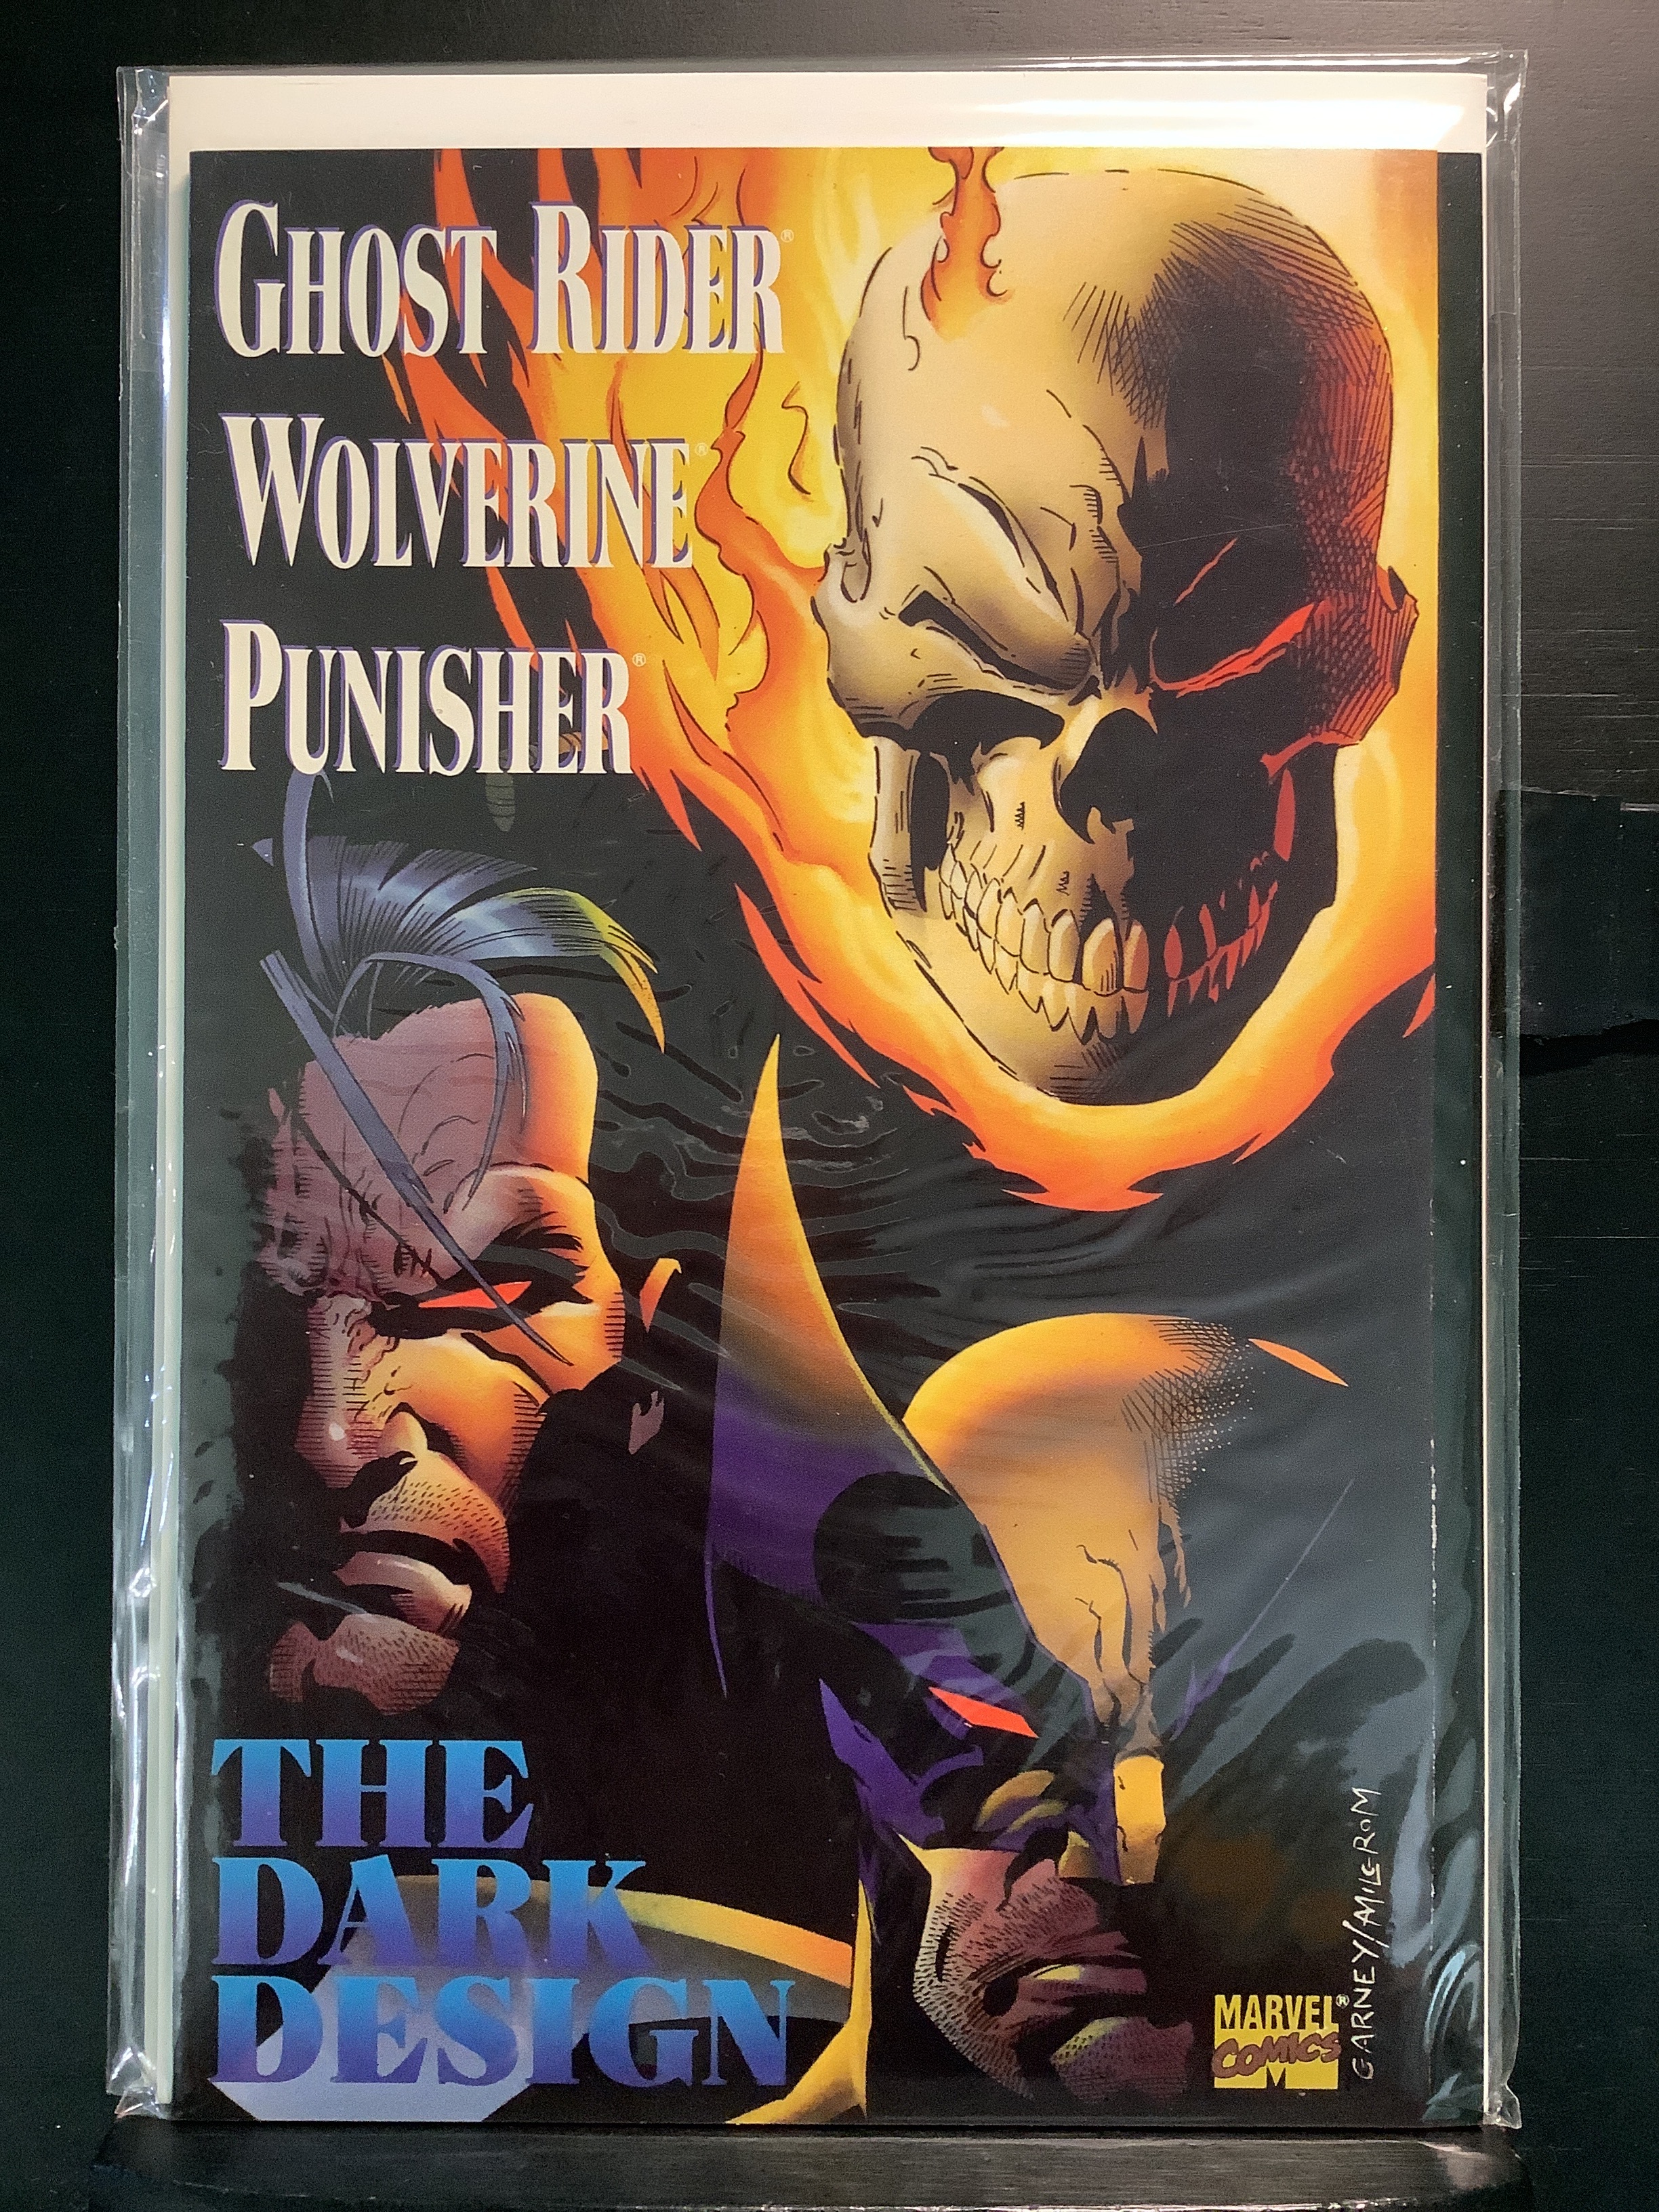 GHOST RIDER®
WOLVERINE®
PUNISHER®
THE
DARK
DESIGN
MARVEL®
COMICS
GARNEY/MILGROM